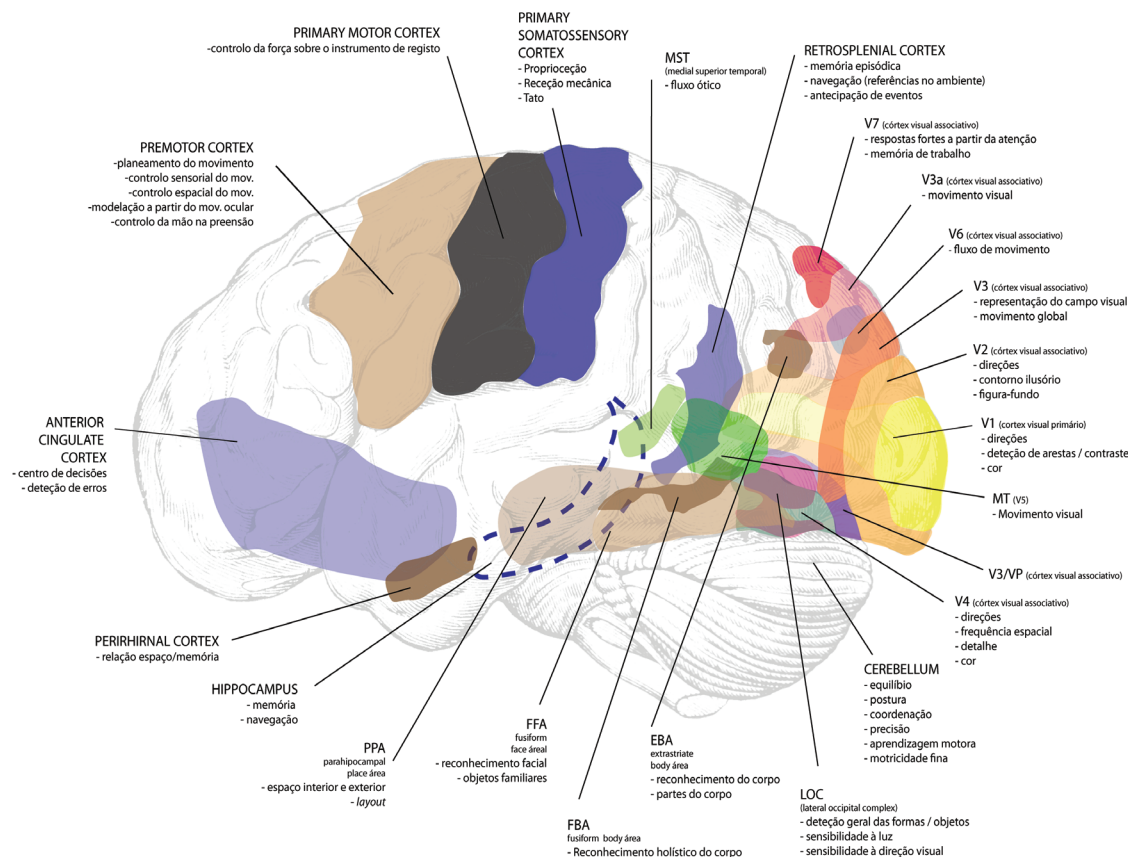 PRIMARY MOTOR CORTEX
-controlo da força sobre o instrumento de registo
PRIMARY
SOMATOSSENSORY
CORTEX
- Proprioceção
- Receção mecânica
- Tato
MST
(medial superior temporal)
- fluxo ótico
RETROSPLENIAL CORTEX
- memória episódica
- navegação (referências no ambiente)
- antecipação de eventos
V7 (córtex visual associativo)
- respostas fortes a partir da atenção
- memória de trabalho
V3a (córtex visual associativo)
- movimento visual
V6 (córtex visual associativo)
- fluxo de movimento
V3 (córtex visual associativo)
- representação do campo visual
- movimento global
V2 (córtex visual associativo)
- direções
- contorno ilusório
- figura-fundo
V1 (cortex visual primário)
- direções
- deteção de arestas / contraste
- cor
MT (V5)
- Movimento visual
V3/VP (córtex visual associativo)
V4 (córtex visual associativo)
- direções
- frequência espacial
- detalhe
- cor
CEREBELLUM
- equilíbio
- postura
- coordenação
- precisão
- aprendizagem motora
- motricidade fina
LOC
(lateral occipital complex)
- deteção geral das formas / objetos
- sensibilidade à luz
- sensibilidade à direção visual
EBA
extrastriate
body área
- reconhecimento do corpo
- partes do corpo
FBA
fusiform body área
- Reconhecimento holístico do corpo
FFA
fusiform
face áreal
- reconhecimento facial
- objetos familiares
PPA
parahipocampal
place área
- espaço interior e exterior
- layout
HIPPOCAMPUS
- memória
- navegação
PERIRHIRNAL CORTEX
- relação espaço/memória
ANTERIOR
CINGULATE
CORTEX
- centro de decisões
- deteção de erros
PREMOTOR CORTEX
-planeamento do movimento
-controlo sensorial do mov.
-controlo espacial do mov.
-modelação a partir do mov. ocular
-controlo da mão na preensão